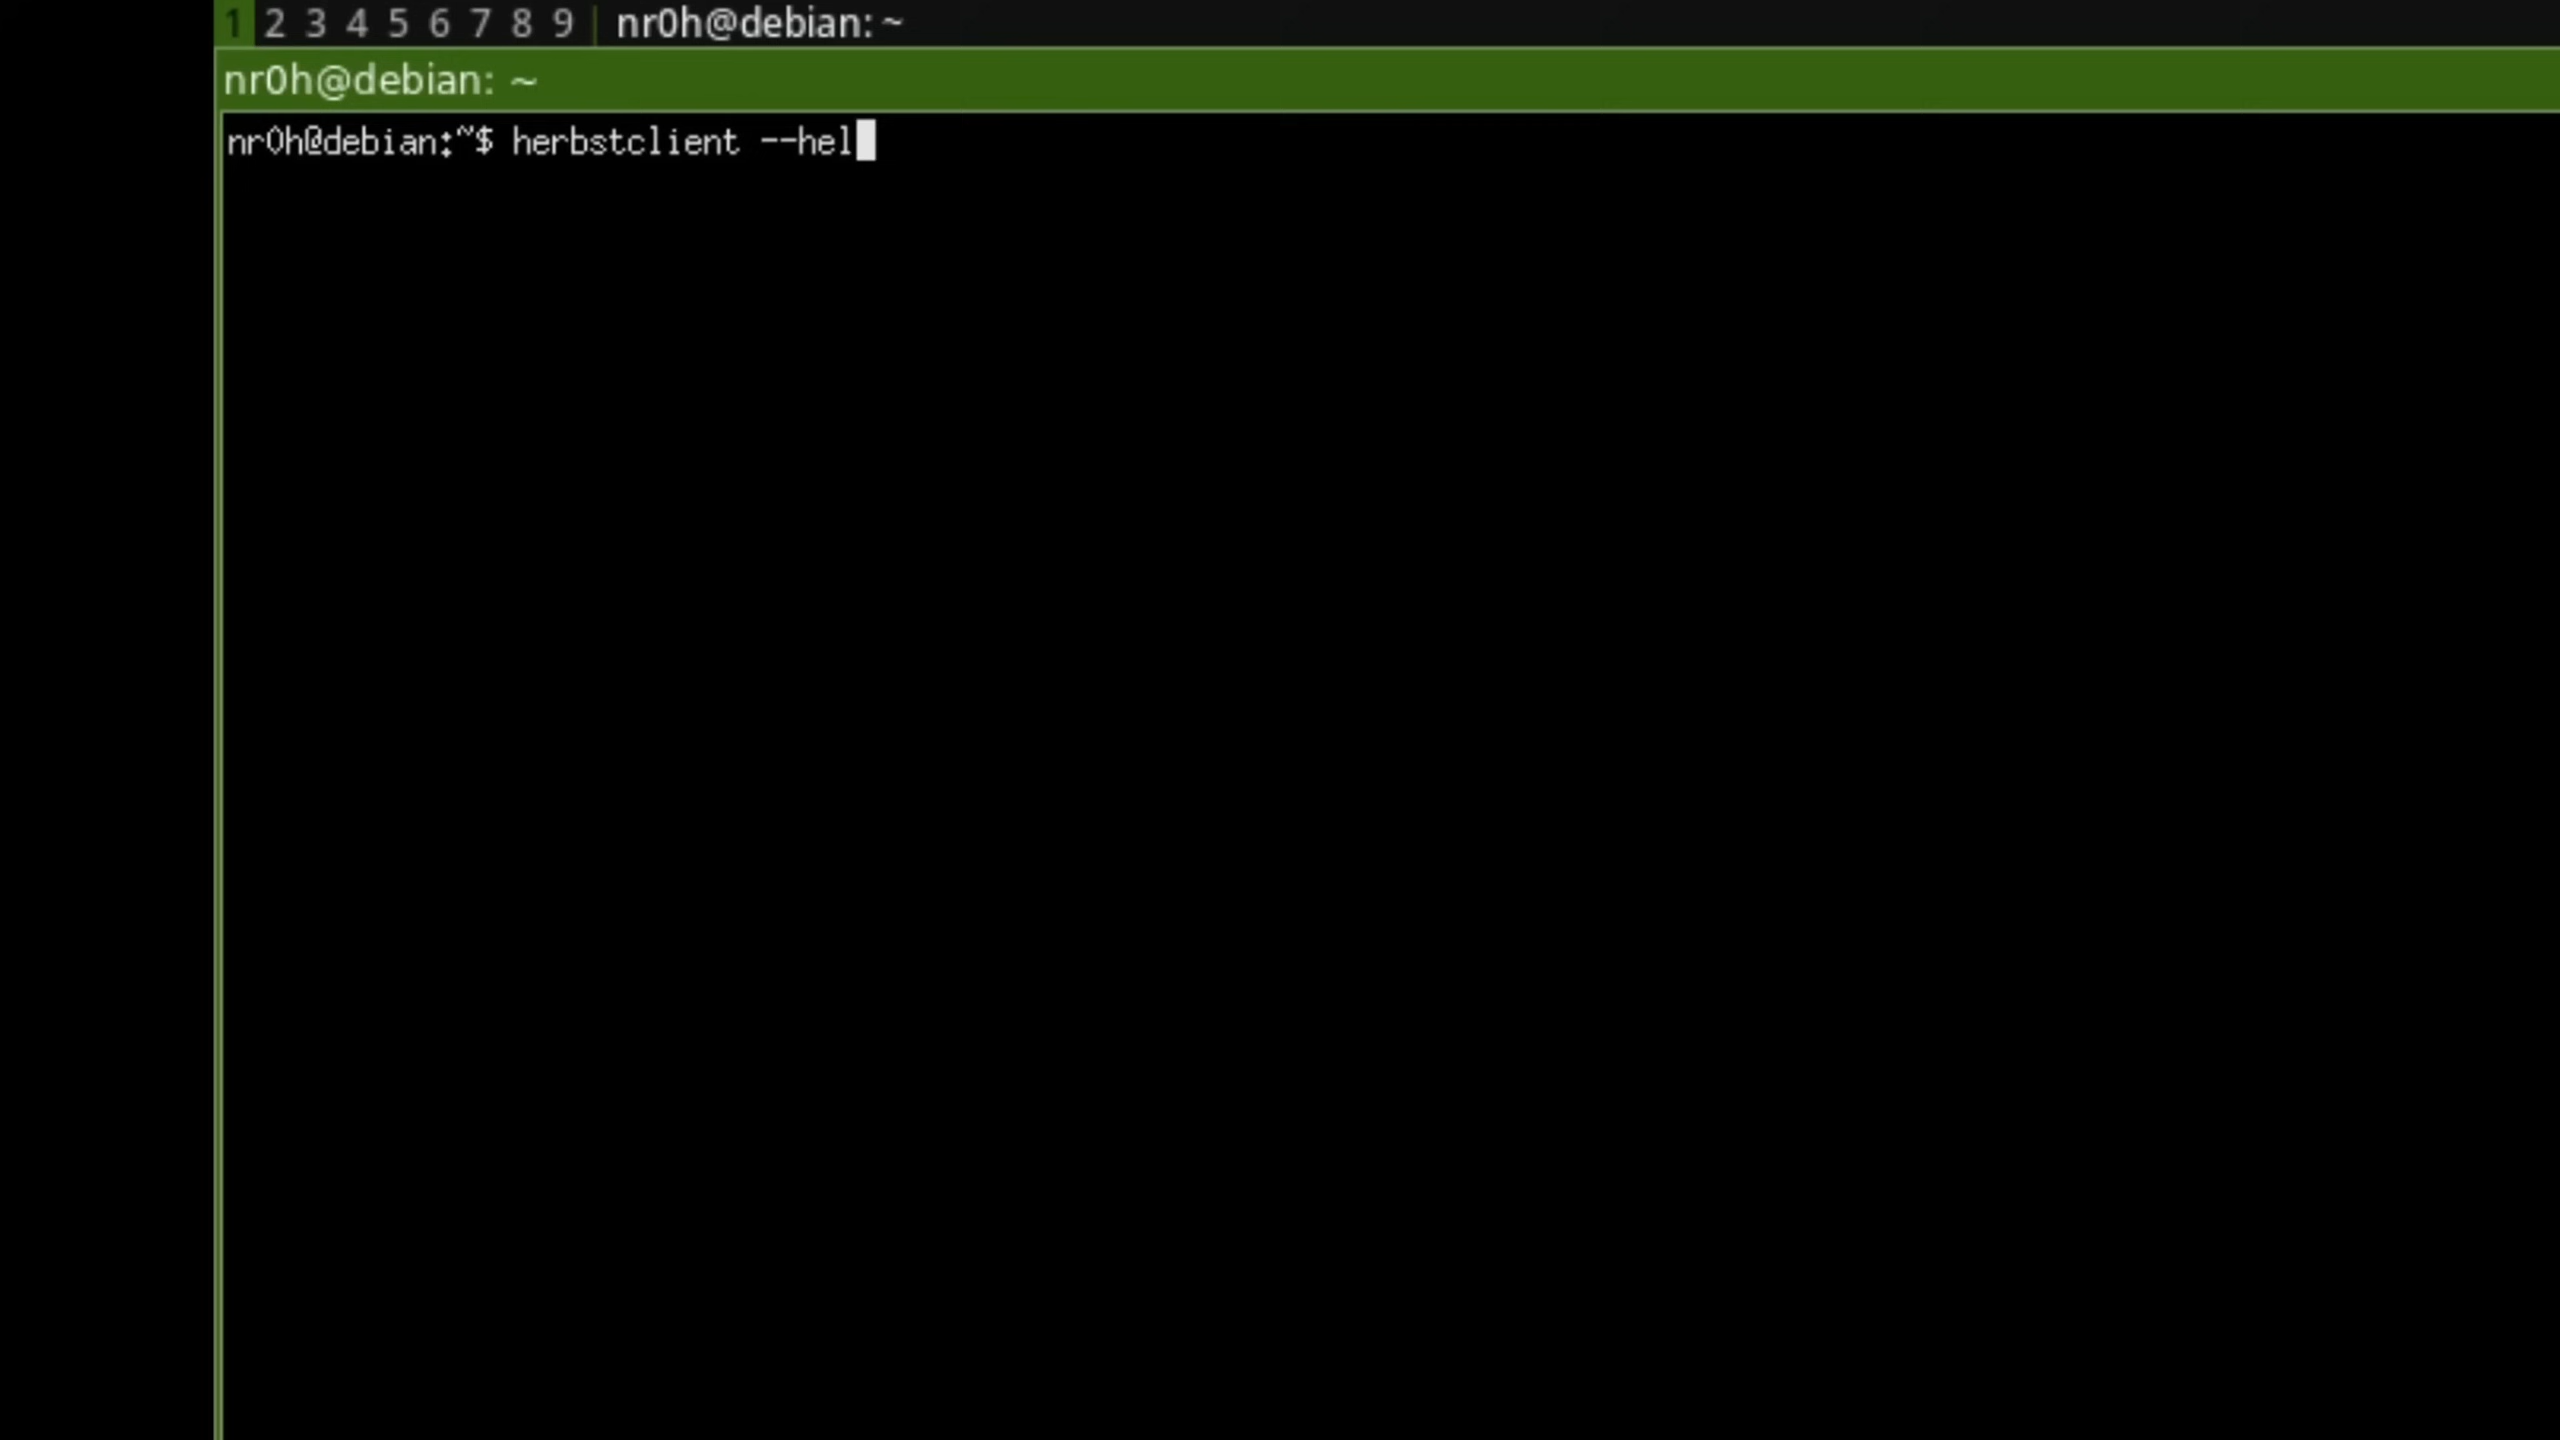 1 2 3 4 5 6 7 8 9 nr0h@debian: ~
nr0h@debian: ~
nr0h@debian:~$ herbstclient --hel